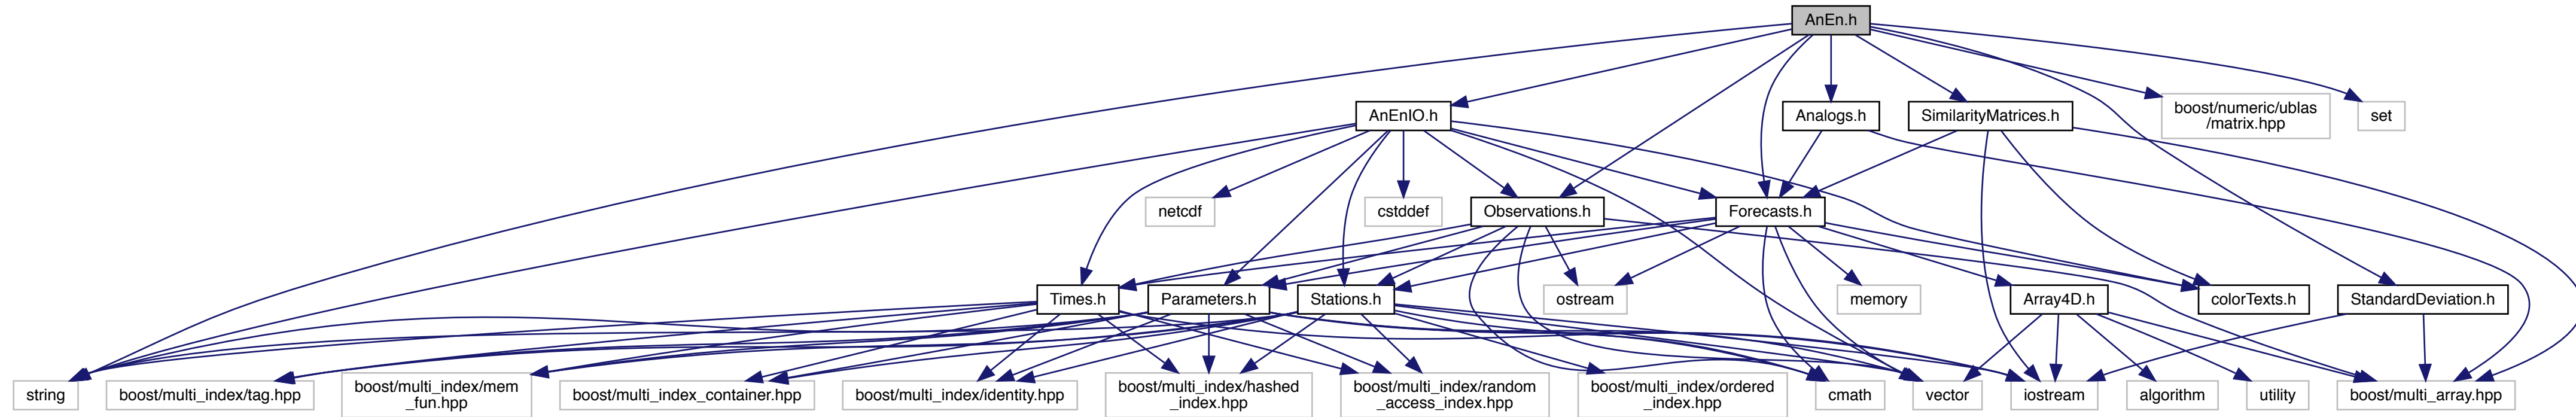 AnEn.h
AnEnIO.h
Analogs.h
SimilarityMatrices.h
boost/numeric/ublas
/matrix.hpp
set
netcdf
cstddef
Observations.h
Forecasts.h
Times.h
Parameters.h
Stations.h
ostream
memory
Array4D.h
colorTexts.h
StandardDeviation.h
string
boost/multi_index/tag.hpp
boost/multi_index/mem
_fun.hpp
boost/multi_index_container.hpp
boost/multi_index/identity.hpp
boost/multi_index/hashed
_index.hpp
boost/multi_index/random
_access_index.hpp
boost/multi_index/ordered
_index.hpp
cmath
vector
iostream
algorithm
utility
boost/multi_array.hpp